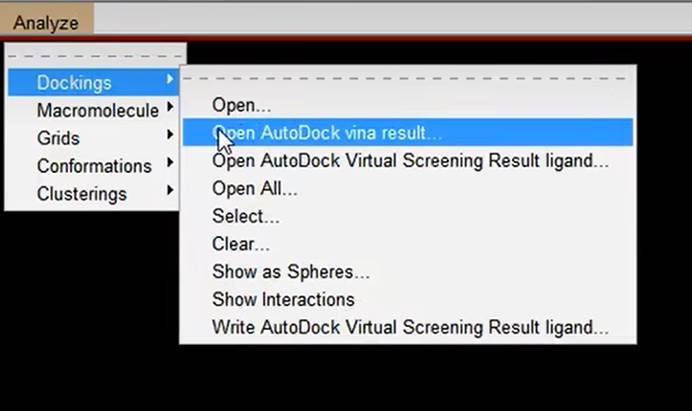 Analyze
Dockings
Macromolecule
Grids
Conformations
Clusterings
Open...
Open AutoDock vina result...
Open AutoDock Virtual Screening Result ligand...
Open All...
Select...
Clear...
Show as Spheres...
Show Interactions
Write AutoDock Virtual Screening Result ligand...